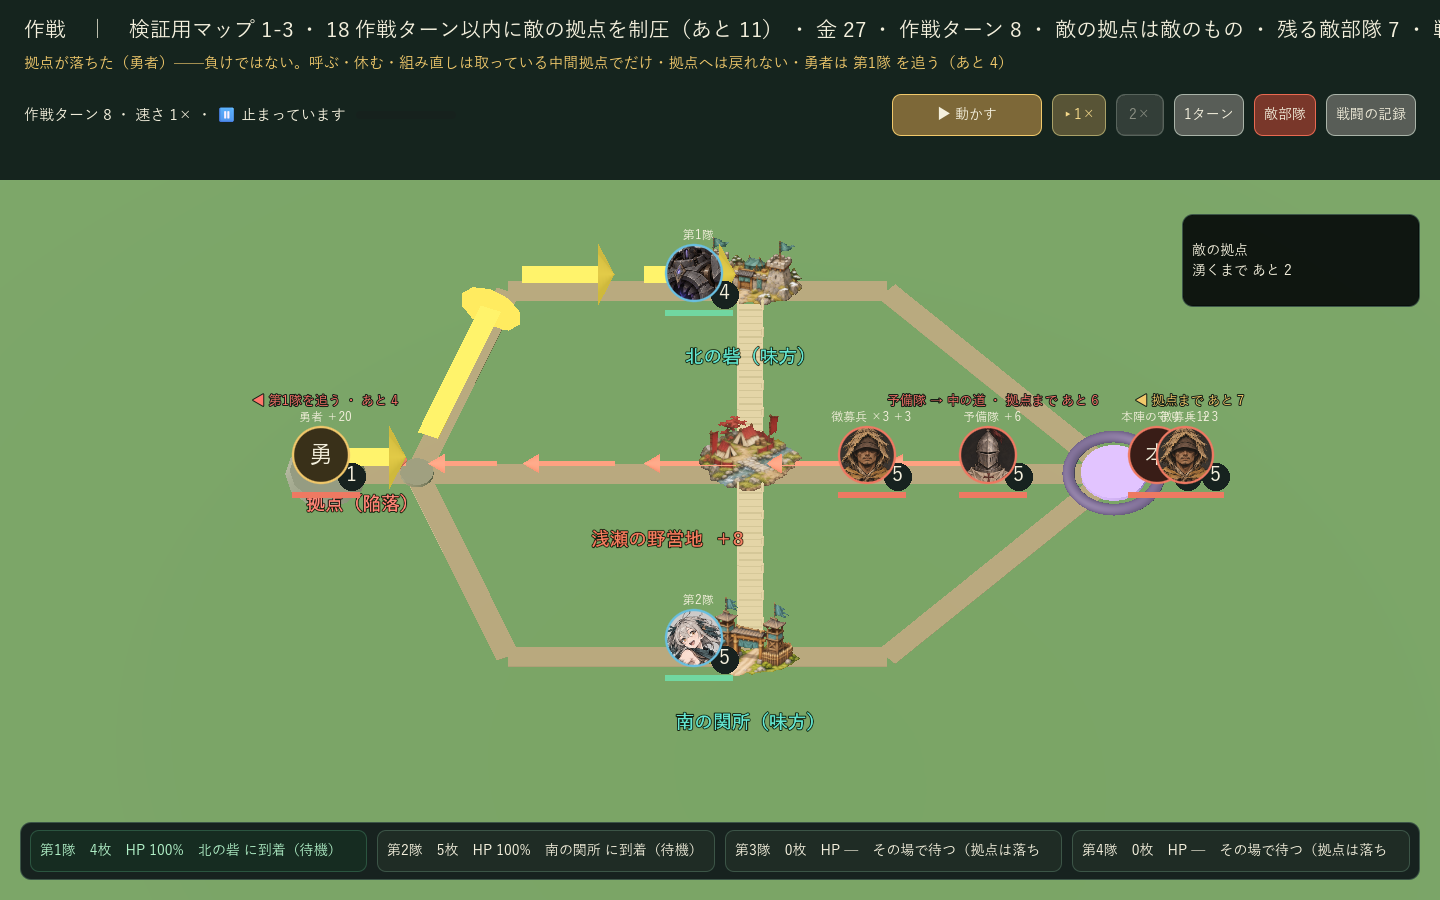 作戦 ｜ 検証用マップ 1-3 ・ 18 作戦ターン以内に敵の拠点を制圧（あと 11） ・ 金 27 ・ 作戦ターン 8 ・ 敵の拠点は敵のもの ・ 残る敵部隊 7 ・
拠点が落ちた（勇者）――負けではない。呼ぶ・休む・組み直しは取っている中間拠点でだけ・拠点へは戻れない・勇者は 第1隊 を追う（あと 4）
作戦ターン 8 ・ 速さ 1× ・ ⏸ 止まっています
▶ 動かす
▸1×
2×
1ターン
敵部隊
戦闘の記録
敵の拠点
湧くまで あと 2
第1隊
4
北の砦（味方）
◀ 第1隊を追う ・ あと 4
勇者 +20
勇
1
拠点（陥落）
予備隊 → 中の道 ・ 拠点まで あと 6
◀ 拠点まで あと 7
徴募兵 ×3 +3
5
予備隊 +6
5
本
5
浅瀬の野営地 +8
第2隊
5
南の関所（味方）
第1隊 4枚 HP 100% 北の砦 に到着（待機）
第2隊 5枚 HP 100% 南の関所 に到着（待機）
第3隊 0枚 HP ― その場で待つ（拠点は落ち
第4隊 0枚 HP ― その場で待つ（拠点は落ち